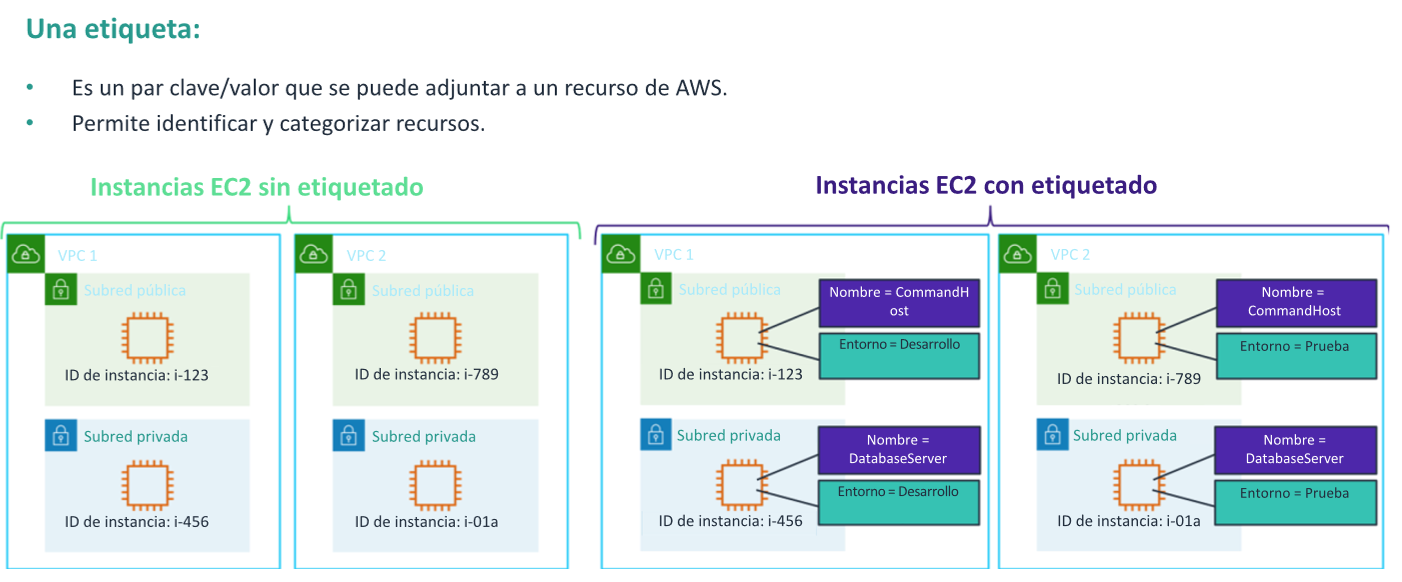 Una etiqueta:
• Es un par clave/valor que se puede adjuntar a un recurso de AWS.
• Permite identificar y categorizar recursos.
Instancias EC2 sin etiquetado
VPC 1
Subred pública
ID de instancia: i-123
Subred privada
ID de instancia: i-456
VPC 2
Subred pública
ID de instancia: i-789
Subred privada
ID de instancia: i-01a
Instancias EC2 con etiquetado
VPC 1
Subred pública
Nombre = CommandH
ost
Entorno = Desarrollo
ID de instancia: i-123
Subred privada
Nombre =
DatabaseServer
Entorno = Desarrollo
ID de instancia: i-456
VPC 2
Subred pública
Nombre =
CommandHost
Entorno = Prueba
ID de instancia: i-789
Subred privada
Nombre =
DatabaseServer
Entorno = Prueba
ID de instancia: i-01a